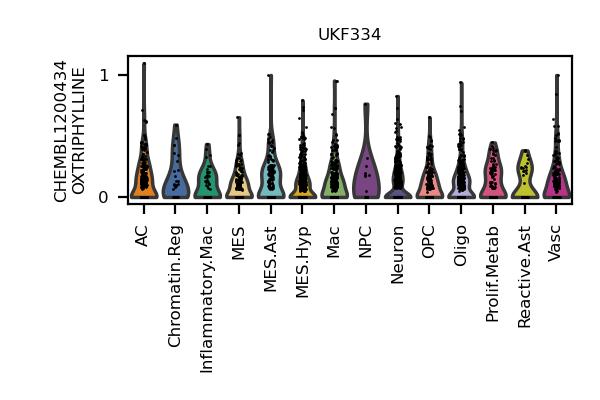 UKF334
CHEMBL1200434
OXTRIPHYLLINE
1
0
AC
Chromatin.Reg
Inflammatory.Mac
MES
MES.Ast
MES.Hyp
Mac
NPC
Neuron
OPC
Oligo
Prolif.Metab
Reactive.Ast
Vasc